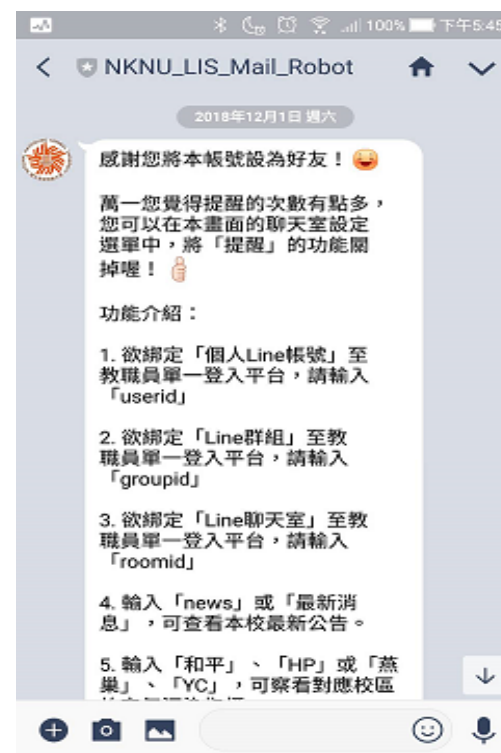 100% 下午5:45
NKNU_LIS_Mail_Robot
2018年12月1日 週六
感謝您將本帳號設為好友！
萬一您覺得提醒的次數有點多，
您可以在本畫面的聊天室設定
選單中，將「提醒」的功能關
掉喔！
功能介紹：
1. 欲綁定「個人Line帳號」至
教職員單一登入平台，請輸入
「userid」
2. 欲綁定「Line群組」至教
職員單一登入平台，請輸入
「groupid」
3. 欲綁定「Line聊天室」至教
職員單一登入平台，請輸入
「roomid」
4. 輸入「news」或「最新消
息」，可查看本校最新公告。
5. 輸入「和平」、「HP」或「燕
巢」、「YC」，可察看對應校區